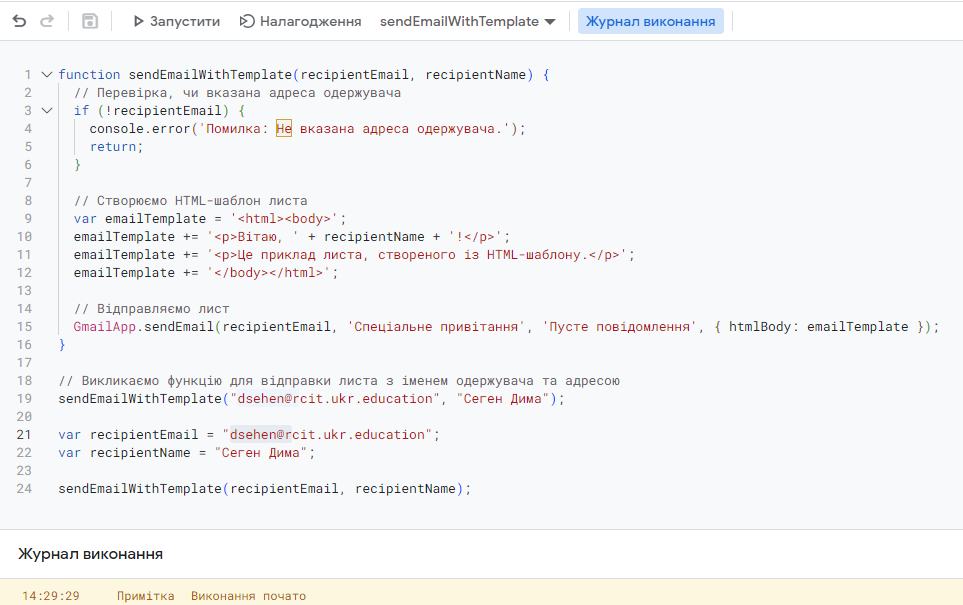 Запустити Налагодження sendEmailWithTemplate Журнал виконання
1 function sendEmailWithTemplate(recipientEmail, recipientName) {
2 // Перевірка, чи вказана адреса одержувача
3 if (!recipientEmail) {
4 console.error('Помилка: Не вказана адреса одержувача.');
5 return;
6 }
7
8 // Створюємо HTML-шаблон листа
9 var emailTemplate = '<html><body>';
10 emailTemplate += '<p>Вітаю, ' + recipientName + '!</p>';
11 emailTemplate += '<p>Це приклад листа, створеного із HTML-шаблону.</p>';
12 emailTemplate += '</body></html>';
13
14 // Відправляємо лист
15 GmailApp.sendEmail(recipientEmail, 'Спеціальне привітання', 'Пусте повідомлення', { htmlBody: emailTemplate });
16 }
17
18 // Викликаємо функцію для відправки листа з іменем одержувача та адресою
19 sendEmailWithTemplate("dsehen@rcit.ukr.education", "Сеген Дима");
20
21 var recipientEmail = "dsehen@rcit.ukr.education";
22 var recipientName = "Сеген Дима";
23
24 sendEmailWithTemplate(recipientEmail, recipientName);
Журнал виконання
14:29:29 Примітка Виконання почато